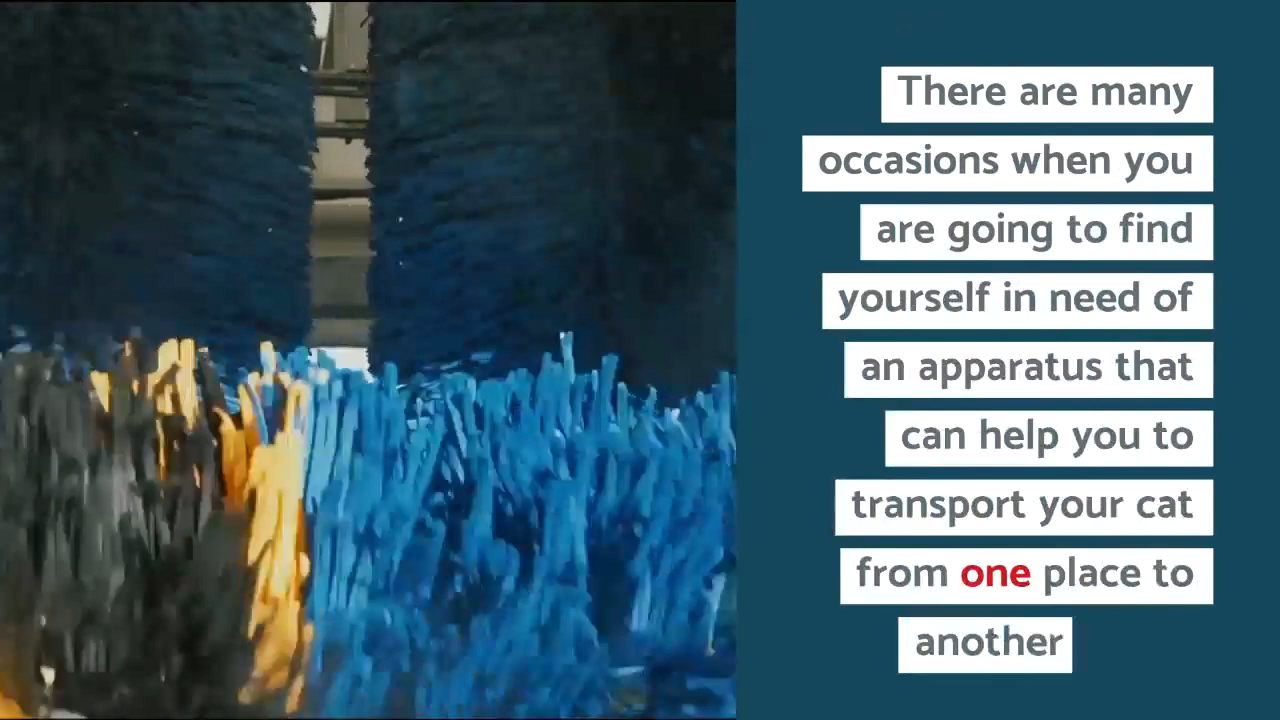 There are many
occasions when you
are going to find
yourself in need of
an apparatus that
can help you to
transport your cat
from one place to
another